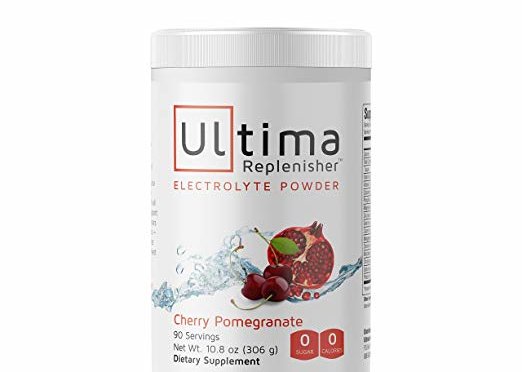 Ultima
Replenisher™
ELECTROLYTE POWDER
Cherry Pomegranate
90 Servings
Net Wt. 10.8 oz (306 g)
Dietary Supplement
0
SUGAR
0
CALORIES